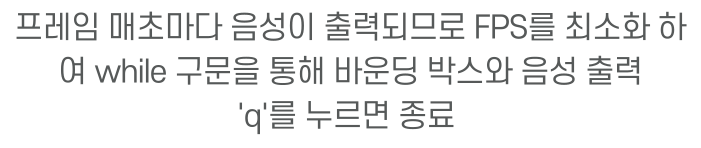 프레임 매초마다 음성이 출력되므로 FPS를 최소화 하
여 while 구문을 통해 바운딩 박스와 음성 출력
'q'를 누르면 종료